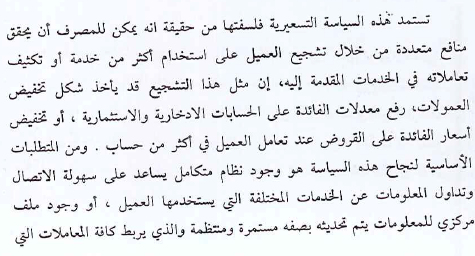 تستمد هذه السياسة التسعيرية فلسفتها من حقيقة انه يمكن للمصرف أن يحقق
منافع متعددة من خلال تشجيع العميل على استخدام أكثر من خدمة أو تكثيف
تعاملاته في الخدمات المقدمة إليه، إن مثل هذا التشجيع قد يأخذ شكل تخفيض
العمولات، رفع معدلات الفائدة على الحسابات الادخارية والاستثمارية ، أو تخفيض
أسعار الفائدة على القروض عند تعامل العميل في أكثر من حساب . ومن المتطلبات
الأساسية لنجاح هذه السياسة هو وجود نظام متكامل يساعد على سهولة الاتصال
وتداول المعلومات عن الخدمات المختلفة التي يستخدمها العميل ، أو وجود ملف
مركزي للمعلومات يتم تحديثه بصفه مستمرة ومنتظمة والذي يربط كافة المعاملات التي